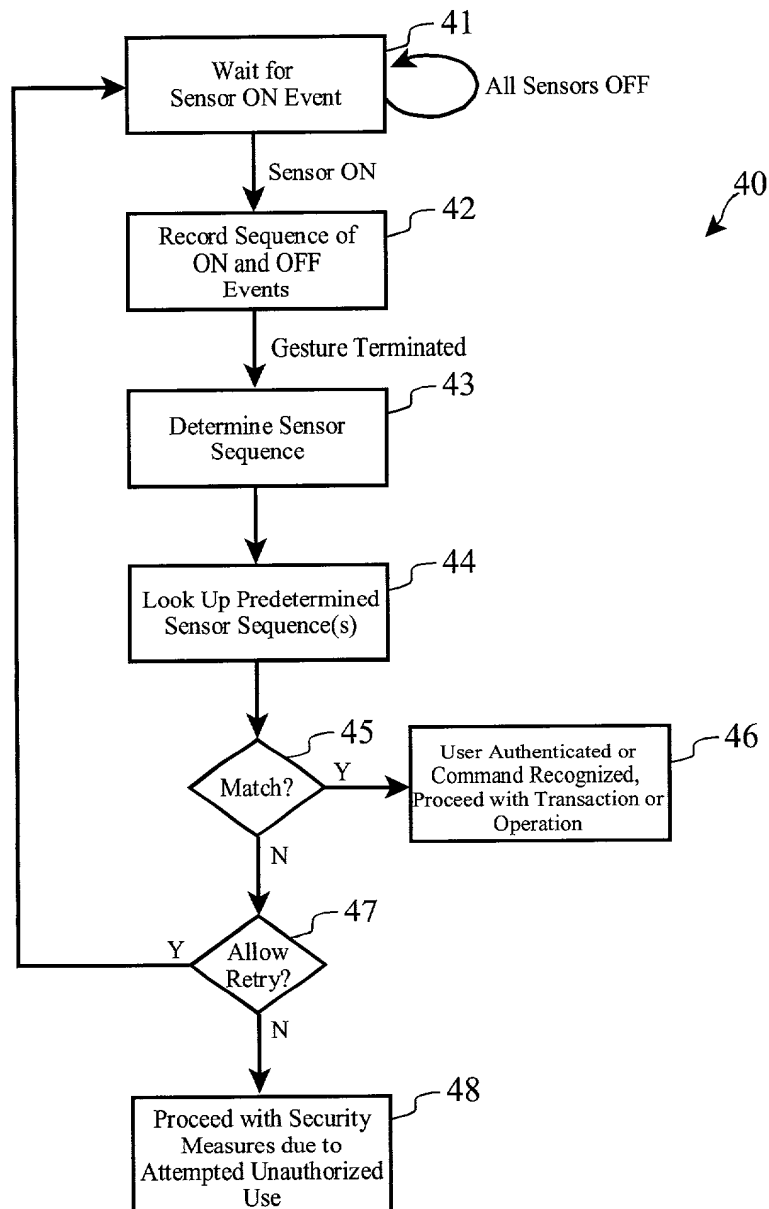 41
Wait for
Sensor ON Event
All Sensors OFF
Sensor ON
40
42
Record Sequence of
ON and OFF
Events
Gesture Terminated
43
Determine Sensor
Sequence
44
Look Up Predetermined
Sensor Sequence(s)
45
Match?
Y
46
User Authenticated or
Command Recognized,
Proceed with Transaction or
Operation
N
47
Y
Allow
Retry?
N
48
Proceed with Security
Measures due to
Attempted Unauthorized
Use